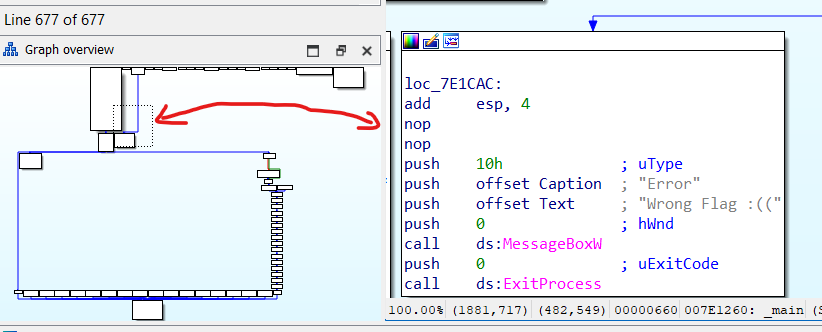 Line 677 of 677
Graph overview
loc_7E1CAC:
add     esp, 4
nop
nop
push    10h             ; uType
push    offset Caption  ; "Error"
push    offset Text     ; "Wrong Flag :(("
push    0               ; hWnd
call    ds:MessageBoxW
push    0               ; uExitCode
call    ds:ExitProcess
100.00% (1881,717) (482,549) 00000660 007E1260: _main (S